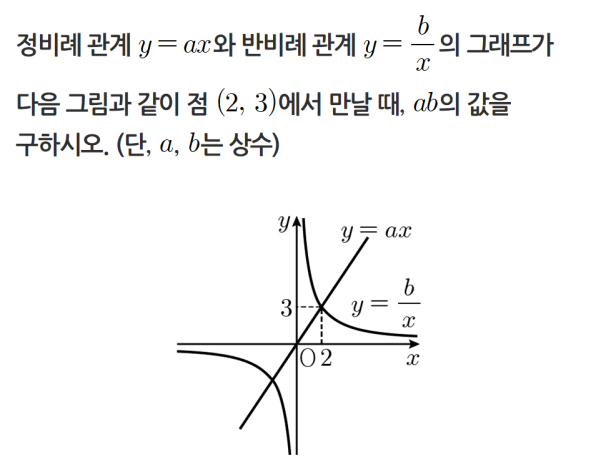 정비례 관계 y = ax와 반비례 관계 y = b/x 의 그래프가
다음 그림과 같이 점 (2, 3)에서 만날 때, ab의 값을
구하시오. (단, a, b는 상수)
y
y = ax
3
y = b/x
O 2
x